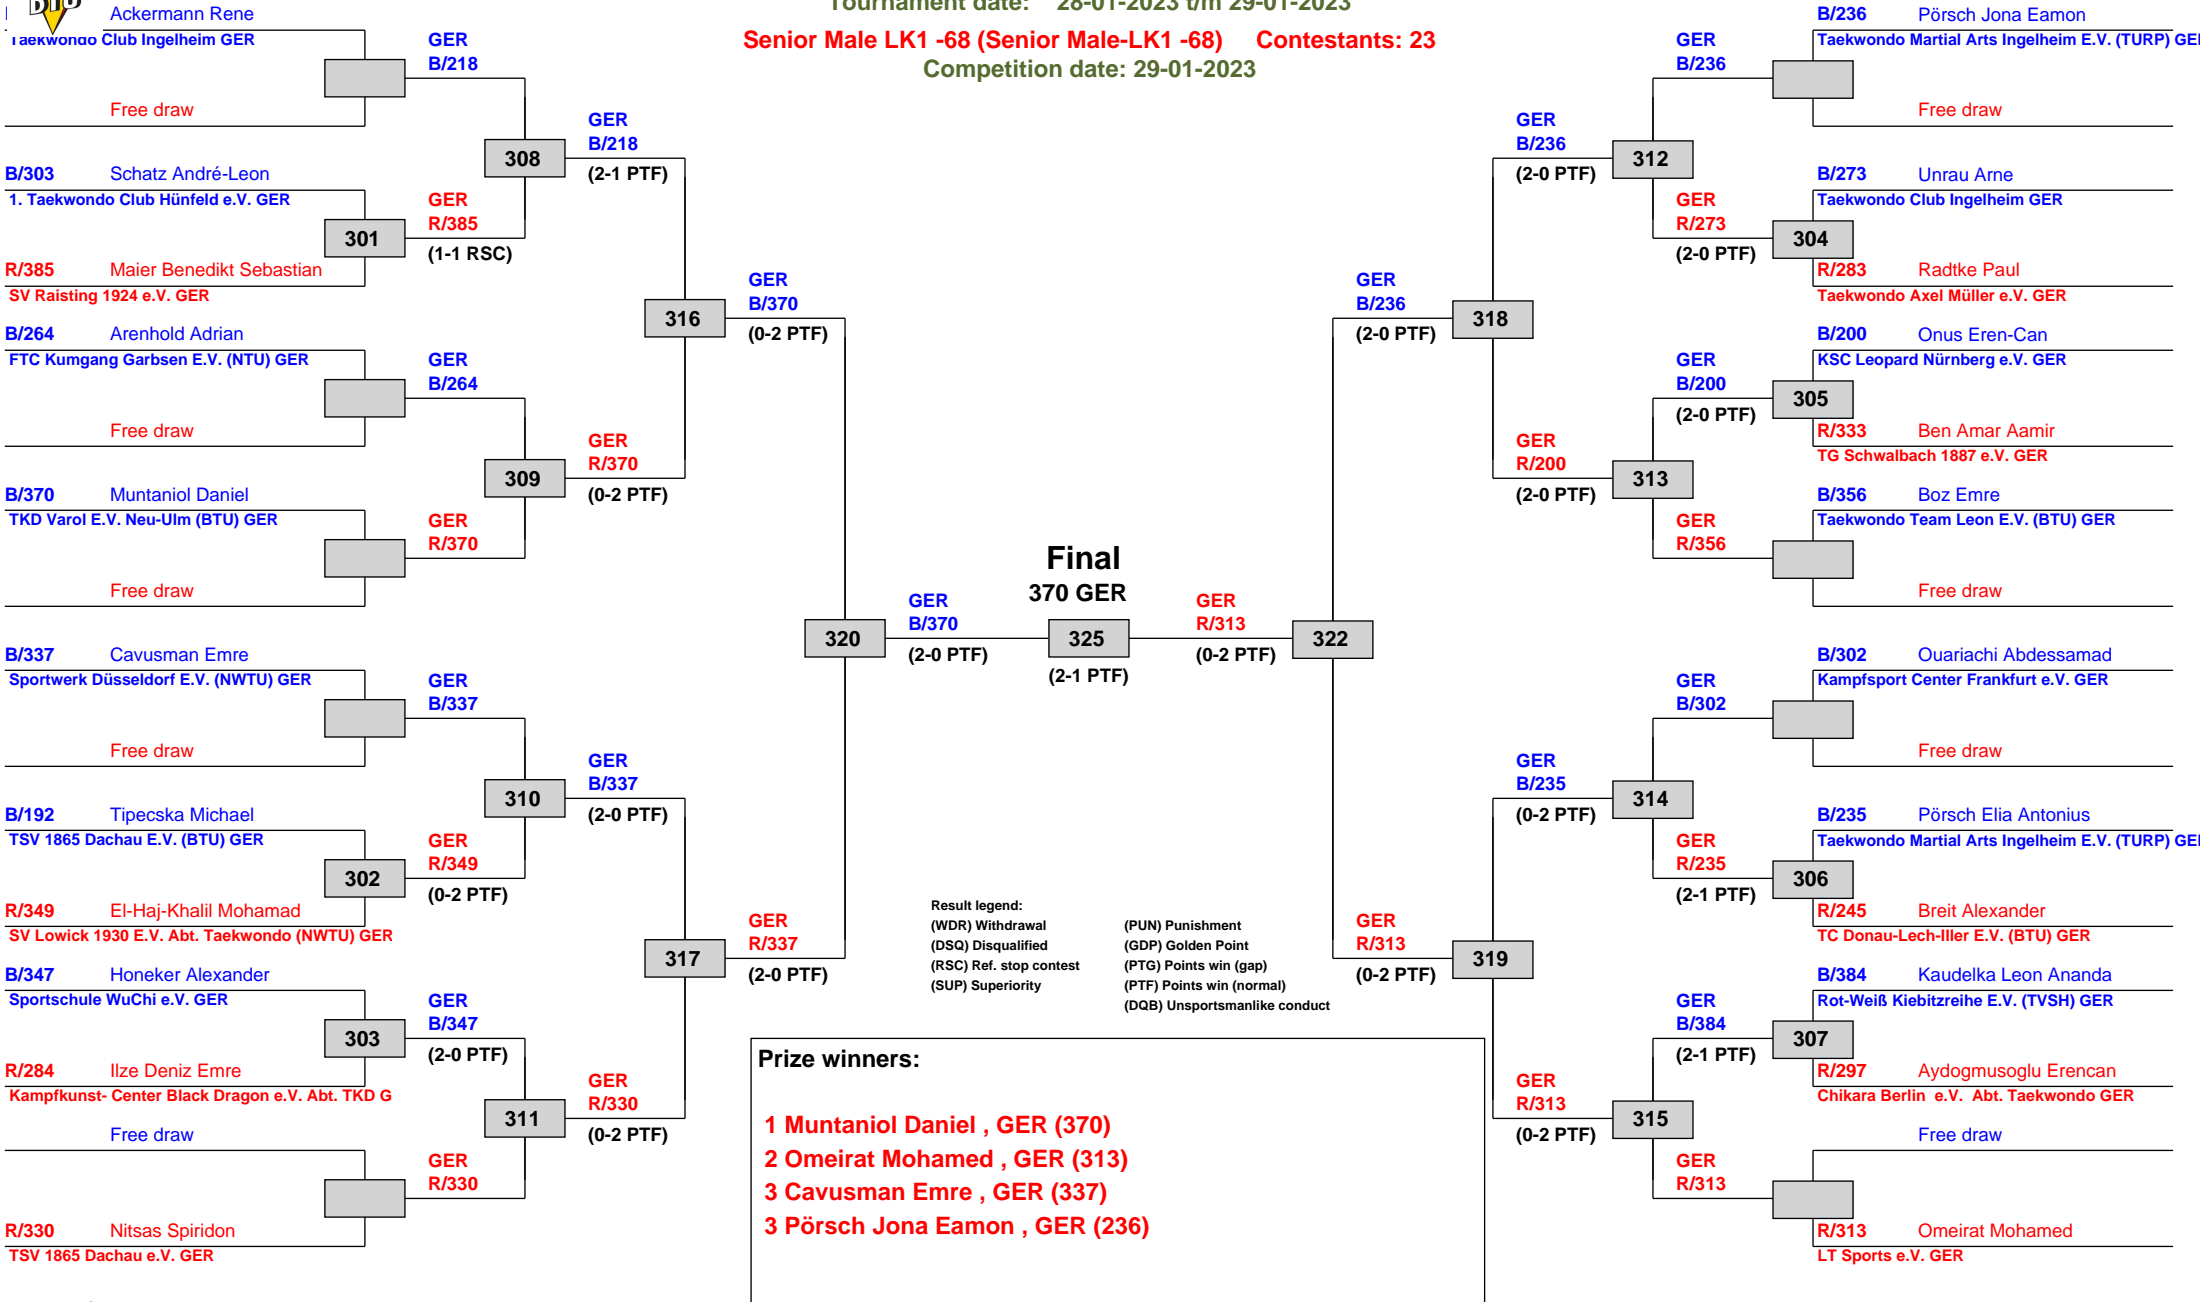 DTU
Tournament date: 28-01-2023 t/m 29-01-2023
Senior Male LK1 -68 (Senior Male-LK1 -68) Contestants: 23
Competition date: 29-01-2023
Ackermann Rene
Taekwondo Club Ingelheim GER
Free draw
B/303 Schatz André-Leon
1. Taekwondo Club Hünfeld e.V. GER
301
R/385 Maier Benedikt Sebastian
SV Raisting 1924 e.V. GER
B/264 Arenhold Adrian
FTC Kumgang Garbsen E.V. (NTU) GER
Free draw
B/370 Muntaniol Daniel
TKD Varol E.V. Neu-Ulm (BTU) GER
Free draw
B/337 Cavusman Emre
Sportwerk Düsseldorf E.V. (NWTU) GER
Free draw
B/192 Tipecska Michael
TSV 1865 Dachau E.V. (BTU) GER
302
R/349 El-Haj-Khalil Mohamad
SV Lowick 1930 E.V. Abt. Taekwondo (NWTU) GER
B/347 Honeker Alexander
Sportschule WuChi e.V. GER
303
R/284 Ilze Deniz Emre
Kampfkunst- Center Black Dragon e.V. Abt. TKD G
Free draw
R/330 Nitsas Spiridon
TSV 1865 Dachau e.V. GER
GER
B/218
308
GER
R/385
(1-1 RSC)
GER
B/264
309
GER
R/370
GER
B/337
310
GER
R/349
(0-2 PTF)
GER
B/347
(2-0 PTF)
311
GER
R/330
GER
B/218
(2-1 PTF)
316
GER
R/370
(0-2 PTF)
GER
B/337
(2-0 PTF)
317
GER
R/330
(0-2 PTF)
GER
B/370
(0-2 PTF)
320
GER
R/337
(2-0 PTF)
GER
B/370
(2-0 PTF)
Final
370 GER
325
(2-1 PTF)
GER
R/313
(0-2 PTF)
322
GER
B/236
(2-0 PTF)
318
GER
R/313
(0-2 PTF)
319
GER
B/236
(2-0 PTF)
312
GER
R/200
(2-0 PTF)
313
GER
B/235
(0-2 PTF)
314
GER
R/313
(0-2 PTF)
315
GER
B/236
GER
R/273
(2-0 PTF)
304
GER
B/200
(2-0 PTF)
305
GER
R/356
GER
B/302
GER
R/235
(2-1 PTF)
306
GER
B/384
(2-1 PTF)
307
GER
R/313
B/236 Pörsch Jona Eamon
Taekwondo Martial Arts Ingelheim E.V. (TURP) GE
Free draw
B/273 Unrau Arne
Taekwondo Club Ingelheim GER
R/283 Radtke Paul
Taekwondo Axel Müller e.V. GER
B/200 Onus Eren-Can
KSC Leopard Nürnberg e.V. GER
R/333 Ben Amar Aamir
TG Schwalbach 1887 e.V. GER
B/356 Boz Emre
Taekwondo Team Leon E.V. (BTU) GER
Free draw
B/302 Ouariachi Abdessamad
Kampfsport Center Frankfurt e.V. GER
Free draw
B/235 Pörsch Elia Antonius
Taekwondo Martial Arts Ingelheim E.V. (TURP) GE
R/245 Breit Alexander
TC Donau-Lech-Iller E.V. (BTU) GER
B/384 Kaudelka Leon Ananda
Rot-Weiß Kiebitzreihe E.V. (TVSH) GER
R/297 Aydogmusoglu Erencan
Chikara Berlin e.V. Abt. Taekwondo GER
Free draw
R/313 Omeirat Mohamed
LT Sports e.V. GER
Result legend:
(WDR) Withdrawal (PUN) Punishment
(DSQ) Disqualified (GDP) Golden Point
(RSC) Ref. stop contest (PTG) Points win (gap)
(SUP) Superiority (PTF) Points win (normal)
(DQB) Unsportsmanlike conduct
Prize winners:
1 Muntaniol Daniel , GER (370)
2 Omeirat Mohamed , GER (313)
3 Cavusman Emre , GER (337)
3 Pörsch Jona Eamon , GER (236)